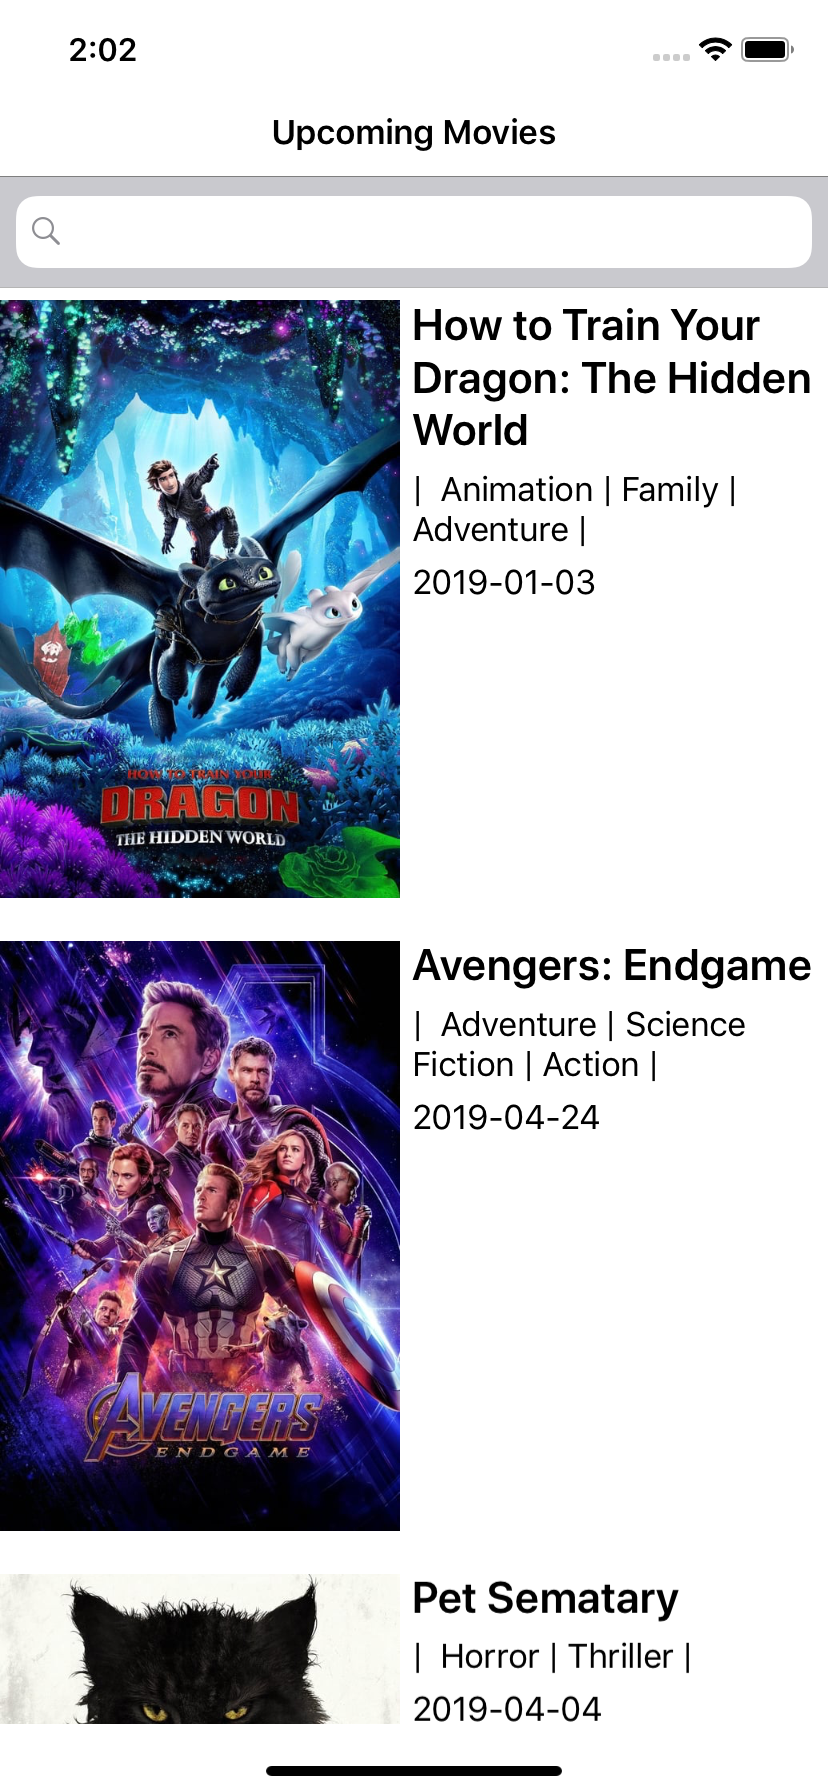 2:02
Upcoming Movies
How to Train Your
Dragon: The Hidden
World
| Animation | Family |
Adventure |
2019-01-03
HOW TO TRAIN YOUR
DRAGON
THE HIDDEN WORLD
Avengers: Endgame
| Adventure | Science
Fiction | Action |
2019-04-24
AVENGERS
ENDGAME
Pet Sematary
| Horror | Thriller |
2019-04-04